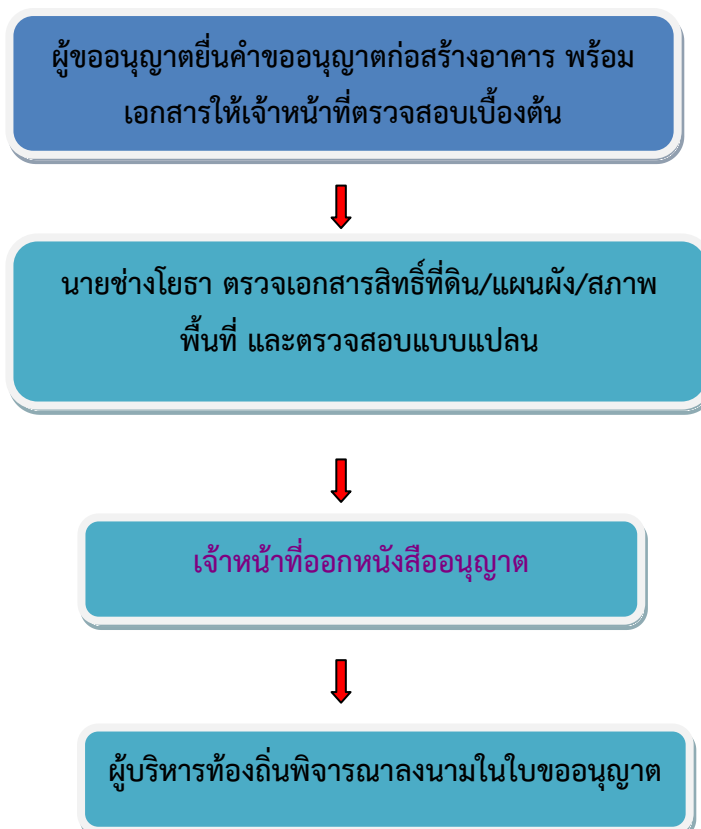 ผู้ขออนุญาตยื่นคำขออนุญาตก่อสร้างอาคาร พร้อม
เอกสารให้เจ้าหน้าที่ตรวจสอบเบื้องต้น
นายช่างโยธา ตรวจเอกสารสิทธิ์ที่ดิน/แผนผัง/สภาพ
พื้นที่ และตรวจสอบแบบแปลน
เจ้าหน้าที่ออกหนังสืออนุญาต
ผู้บริหารท้องถิ่นพิจารณาลงนามในใบขออนุญาต